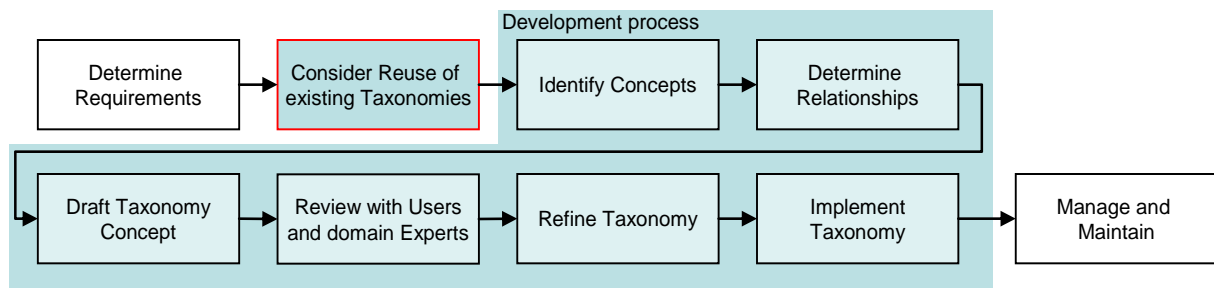 Development process
Determine
Requirements
Consider Reuse of
existing Taxonomies
Identify Concepts
Determine
Relationships
Draft Taxonomy
Concept
Review with Users
and domain Experts
Refine Taxonomy
Implement
Taxonomy
Manage and
Maintain